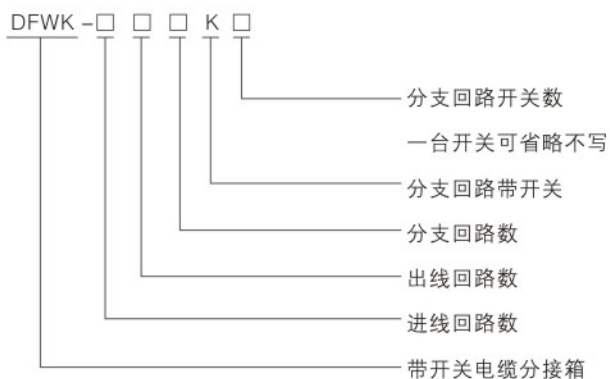 DFWK-□ □ □ K □
分支回路开关数
一台开关可省略不写
分支回路带开关
分支回路数
出线回路数
进线回路数
带开关电缆分接箱